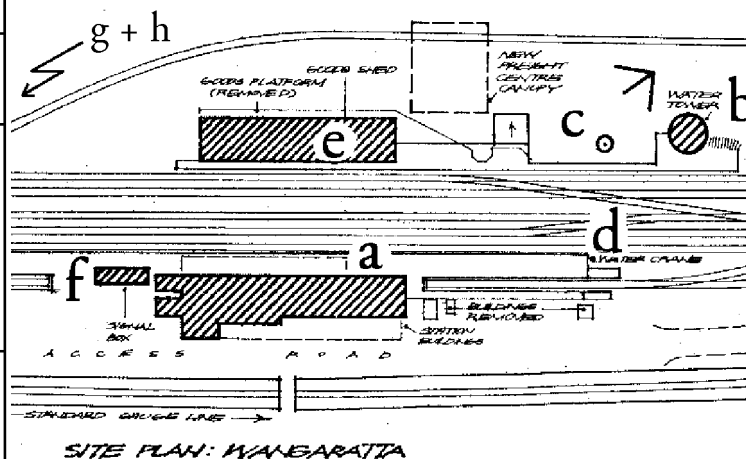 g + h
GOODS SHED
GOODS PLATFORM
(REMOVED)
NEW
FREIGHT
CENTRE
CANOPY
WATER
TOWER
b
c
e
a
d
WATER CRANE
f
SIGNAL
BOX
BUILDINGS
REMOVED
STATION
BUILDINGS
ACCESS ROAD
STANDARD GAUGE LINE
SITE PLAN: WANGARATTA